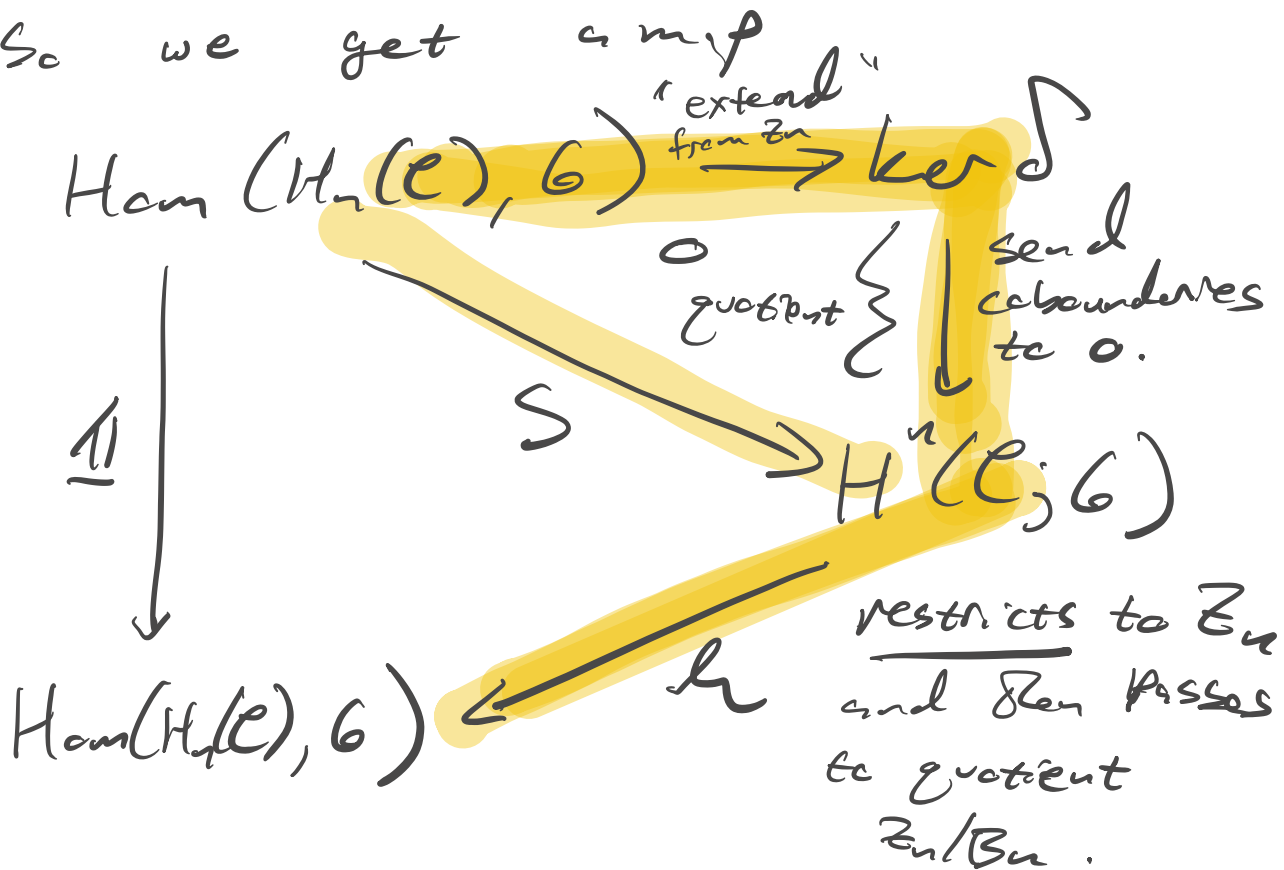 So we get a map
"extend"
from Zn
Hom (Hn(C), G) → ker δ
0
quotient { ↓ send
coboundaries
to 0.
𝟙
S
Hⁿ(C; G)
h
restricts to Zn
and then passes
to quotient
Zn/Bn .
Hom(Hn(C), G)